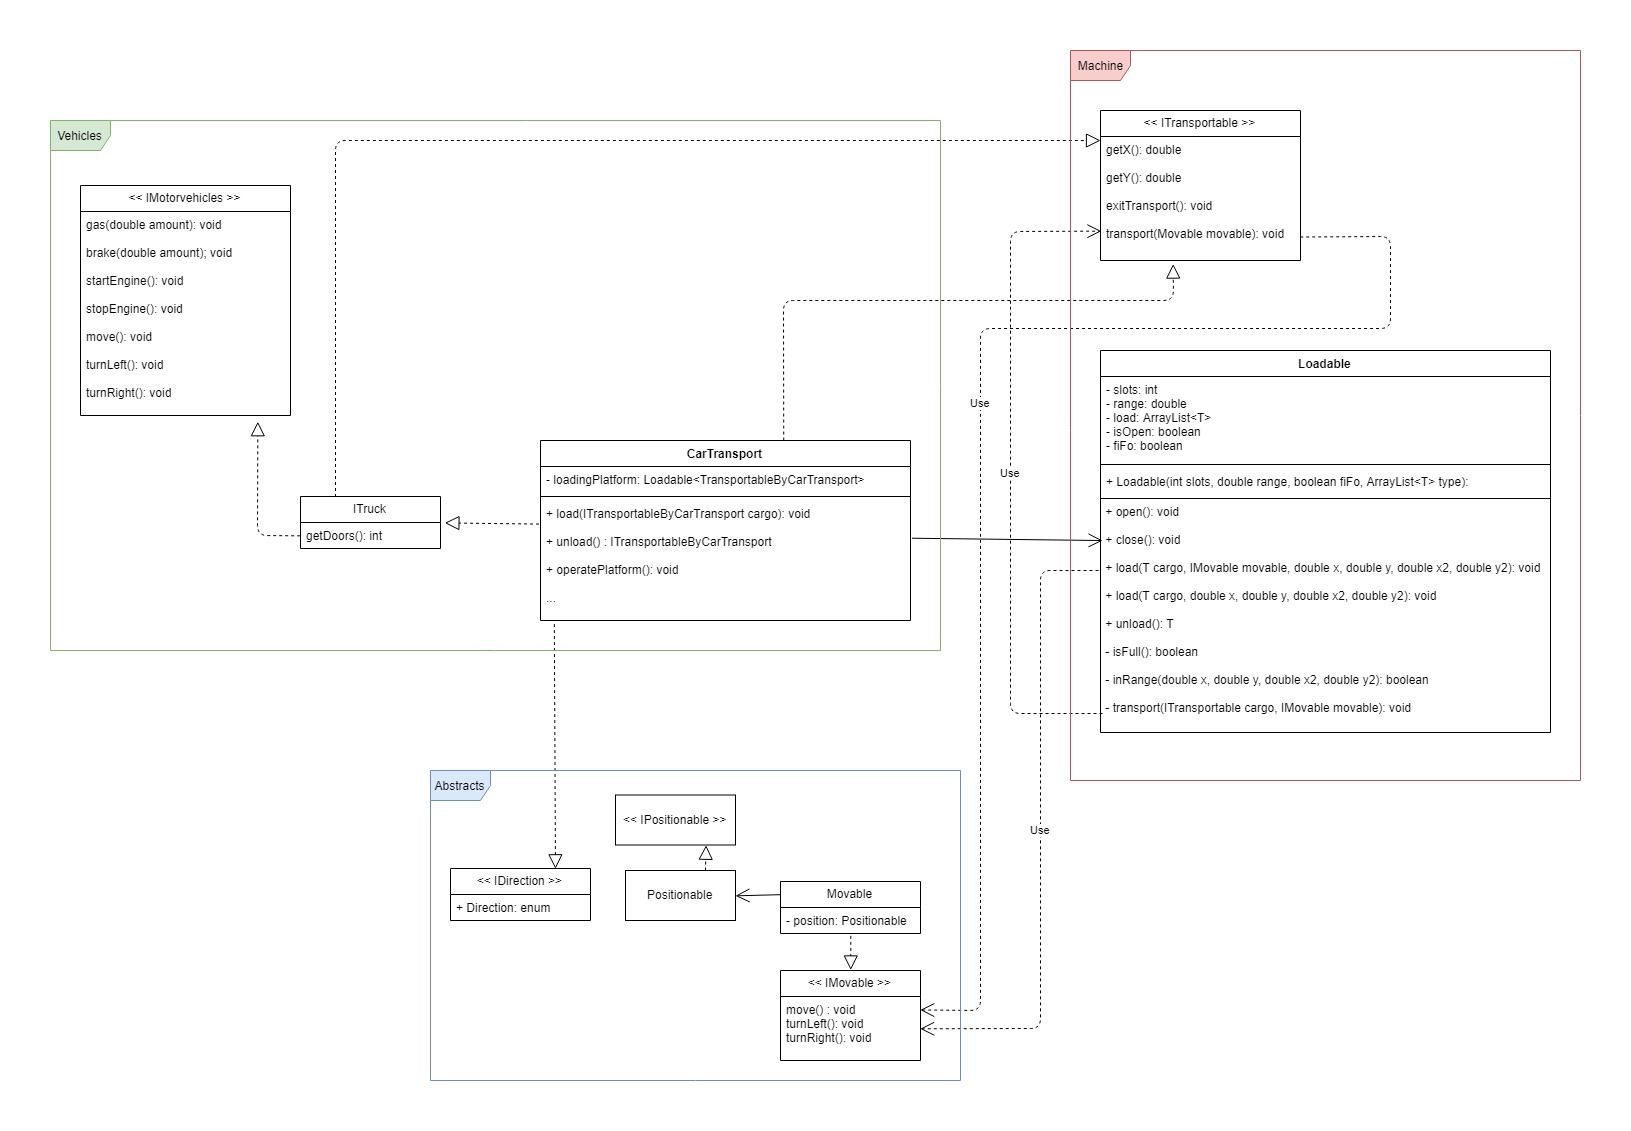 Machine
<< ITransportable >>
getX(): double
getY(): double
exitTransport(): void
transport(Movable movable): void
Vehicles
<< IMotorvehicles >>
gas(double amount): void
brake(double amount); void
startEngine(): void
stopEngine(): void
move(): void
turnLeft(): void
turnRight(): void
Loadable
- slots: int
- range: double
- load: ArrayList<T>
- isOpen: boolean
- fiFo: boolean
+ Loadable(int slots, double range, boolean fiFo, ArrayList<T> type):
+ open(): void
+ close(): void
+ load(T cargo, IMovable movable, double x, double y, double x2, double y2): void
+ load(T cargo, double x, double y, double x2, double y2): void
+ unload(): T
- isFull(): boolean
- inRange(double x, double y, double x2, double y2): boolean
- transport(ITransportable cargo, IMovable movable): void
Use
Use
CarTransport
- loadingPlatform: Loadable<TransportableByCarTransport>
+ load(ITransportableByCarTransport cargo): void
+ unload() : ITransportableByCarTransport
+ operatePlatform(): void
...
ITruck
getDoors(): int
Abstracts
<< IPositionable >>
Use
<< IDirection >>
+ Direction: enum
Positionable
Movable
- position: Positionable
<< IMovable >>
move() : void
turnLeft(): void
turnRight(): void